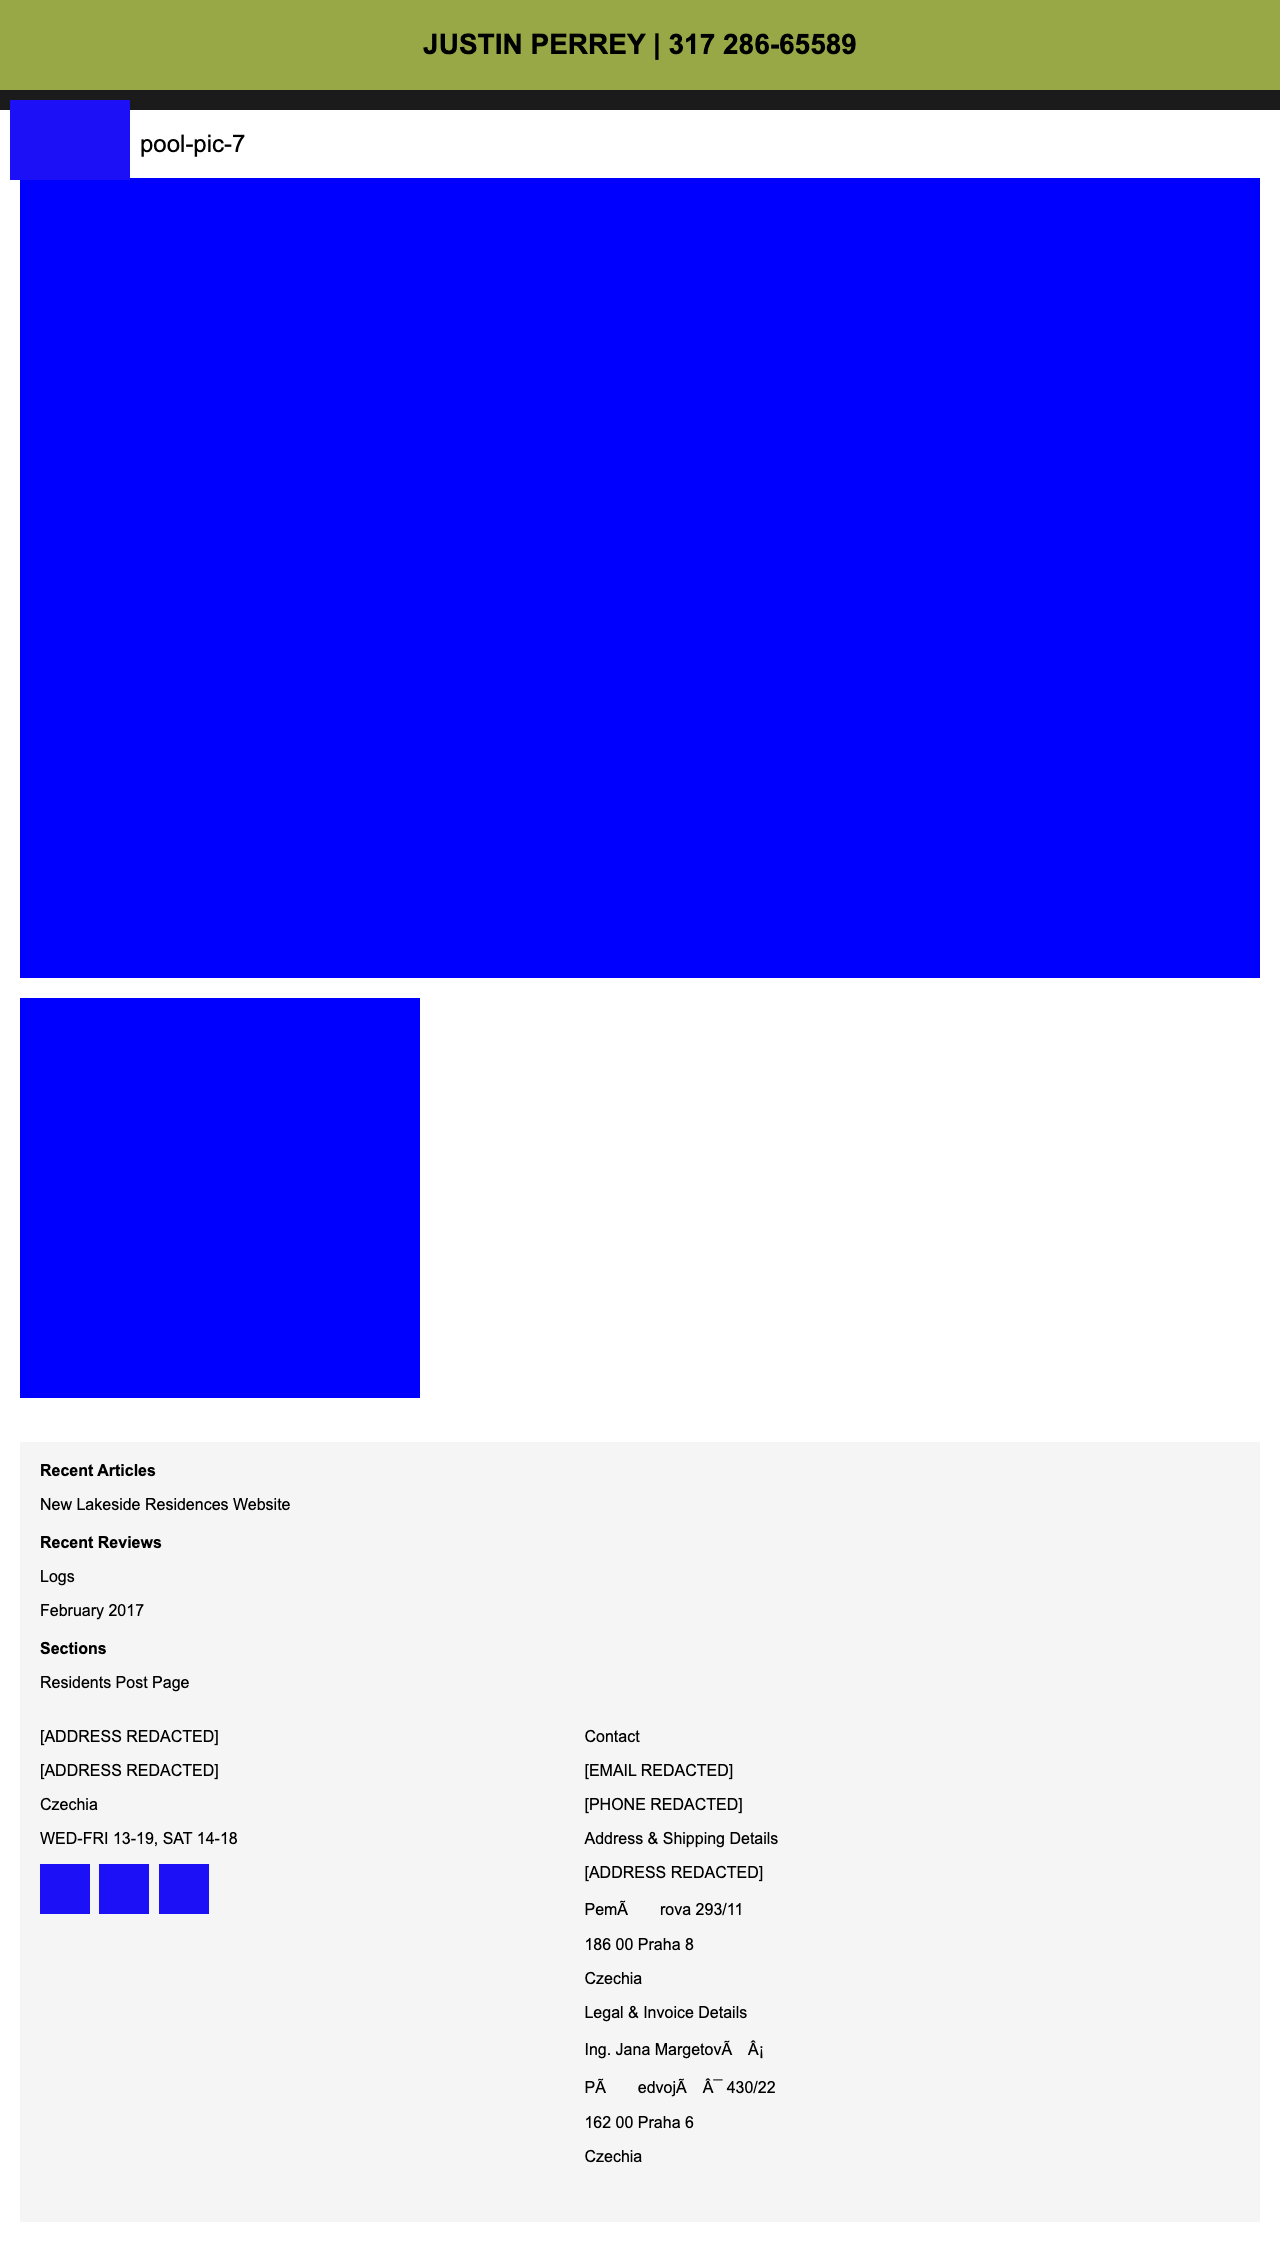 JUSTIN PERREY | 317 286-65589
pool-pic-7
Recent Articles
New Lakeside Residences Website
Recent Reviews
Logs
February 2017
Sections
Residents Post Page
[ADDRESS REDACTED]
[ADDRESS REDACTED]
Czechia
WED-FRI 13-19, SAT 14-18
Contact
[EMAIL REDACTED]
[PHONE REDACTED]
Address & Shipping Details
[ADDRESS REDACTED]
PemÃ rova 293/11
186 00 Praha 8
Czechia
Legal & Invoice Details
Ing. Jana MargetovÃ Â¡
PÃ edvojÃ Â¯ 430/22
162 00 Praha 6
Czechia